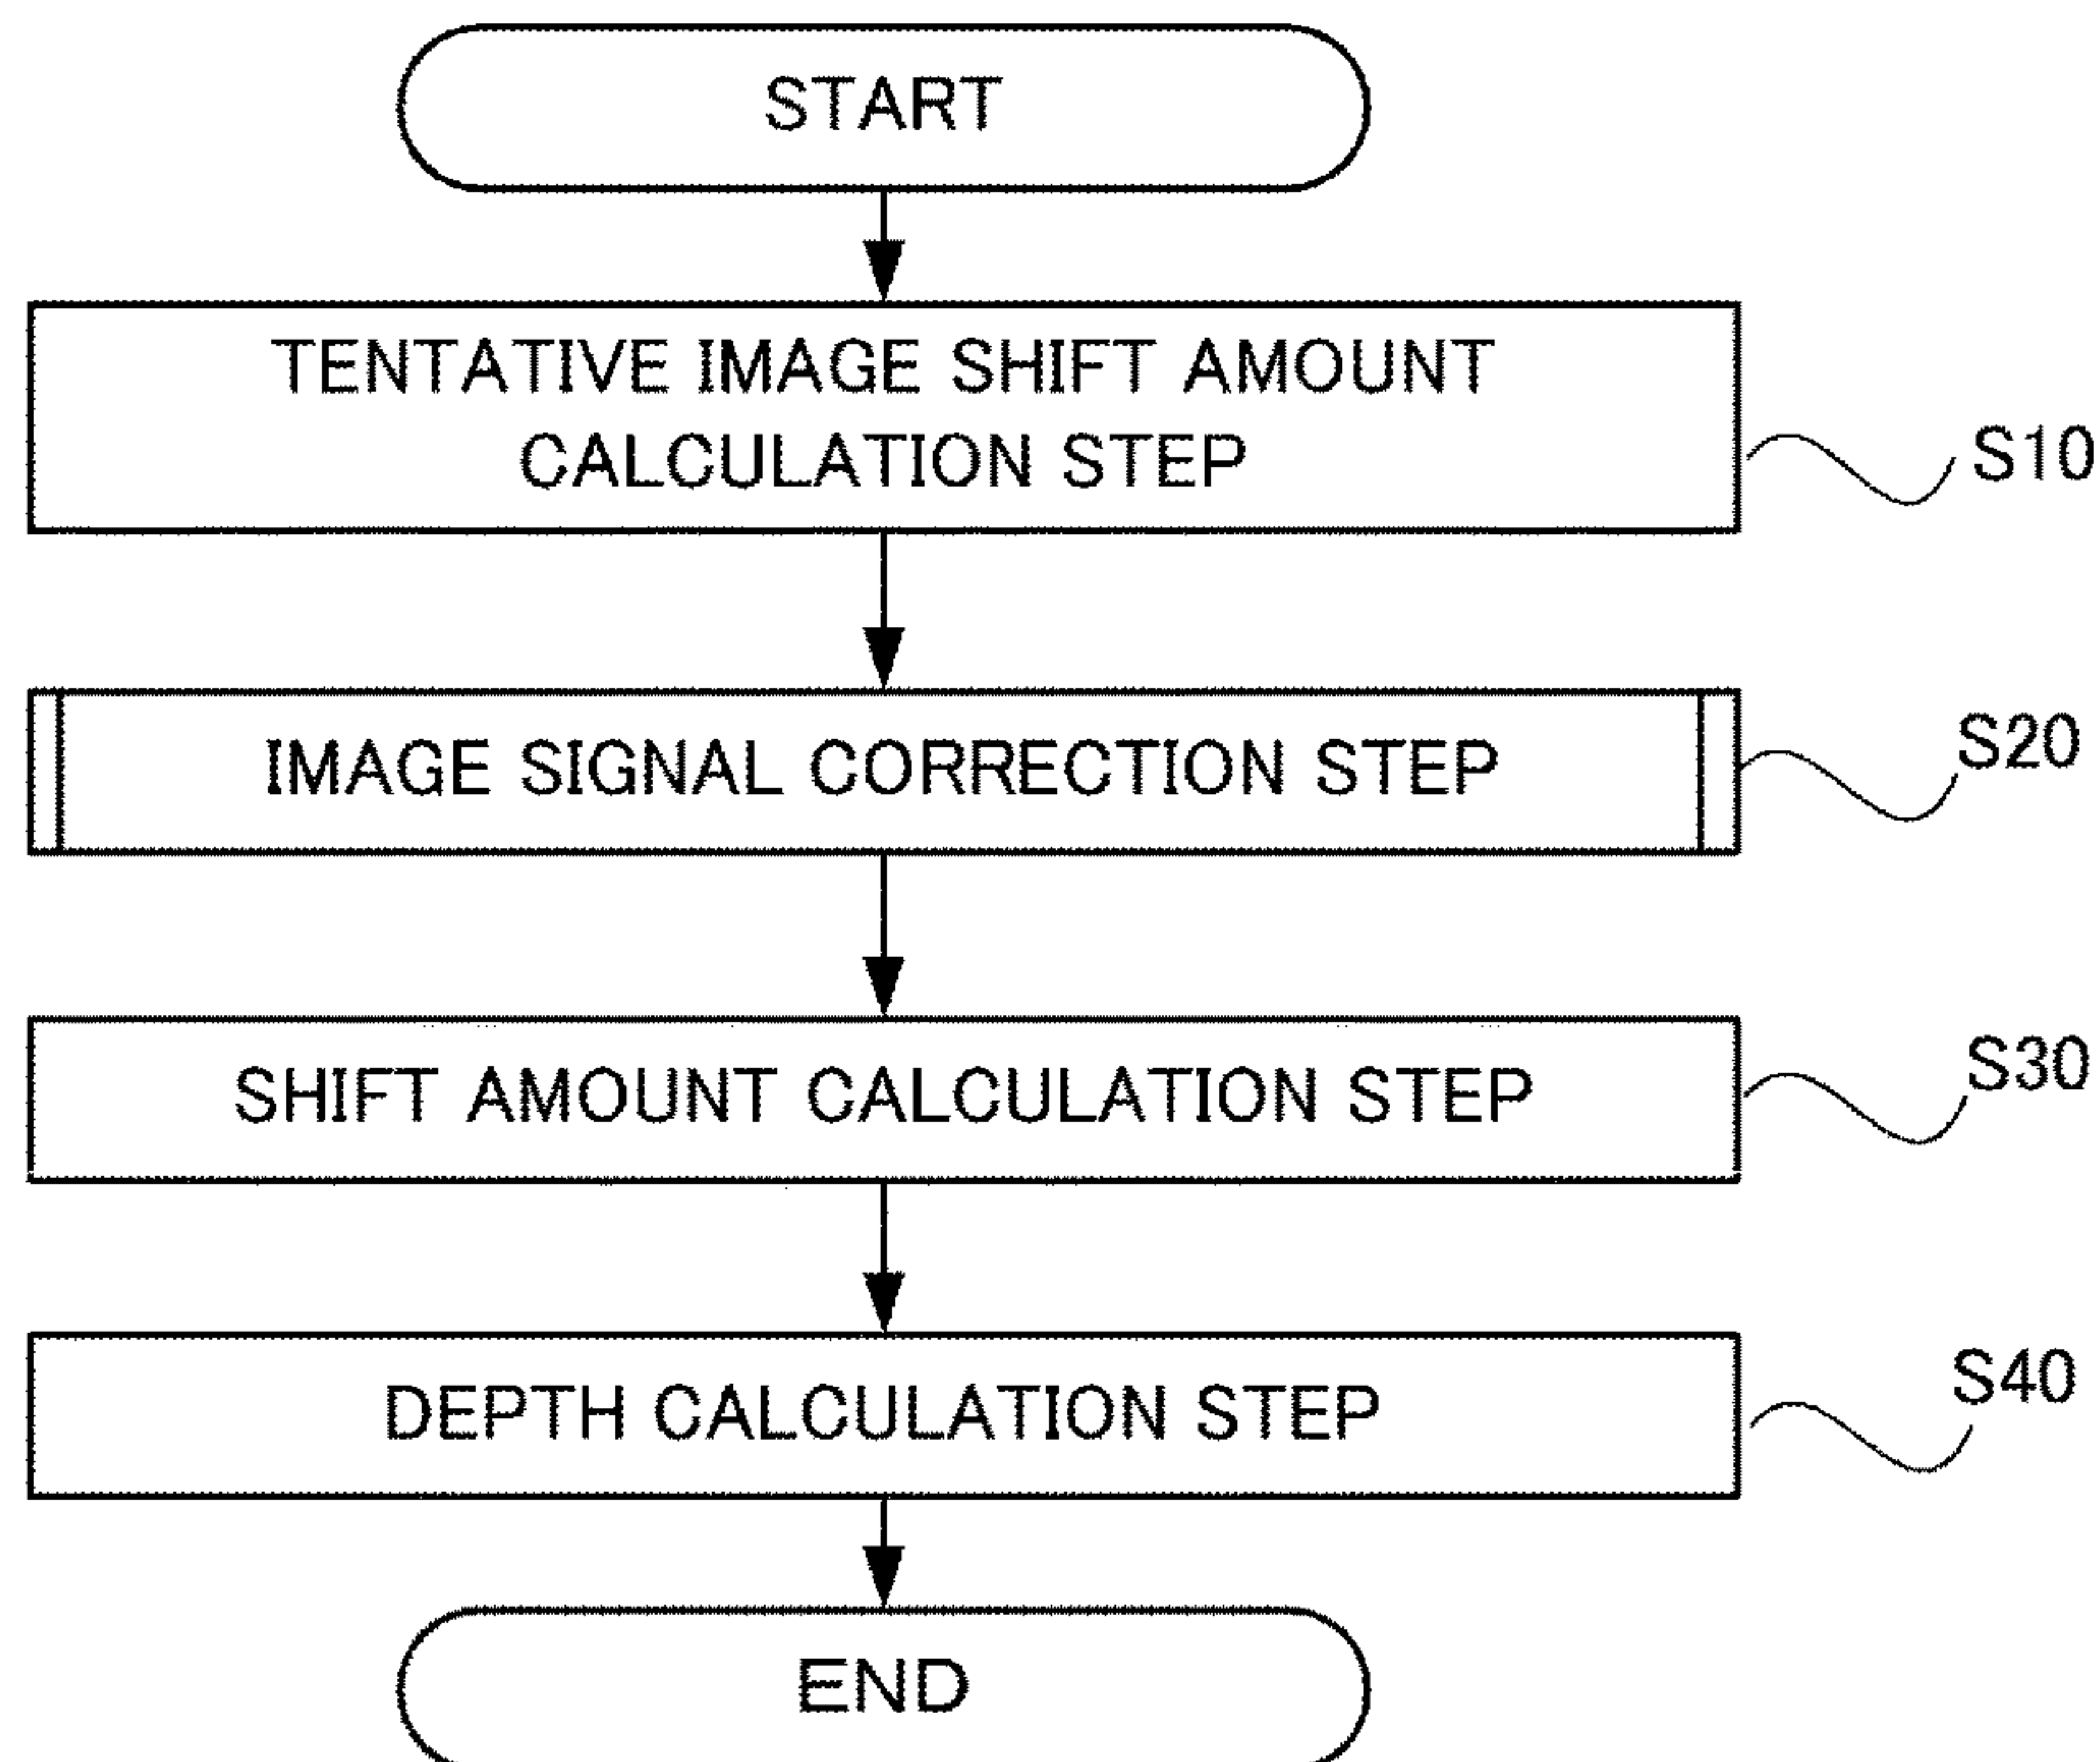 START
TENTATIVE IMAGE SHIFT AMOUNT
CALCULATION STEP
S10
IMAGE SIGNAL CORRECTION STEP
S20
SHIFT AMOUNT CALCULATION STEP
S30
DEPTH CALCULATION STEP
S40
END